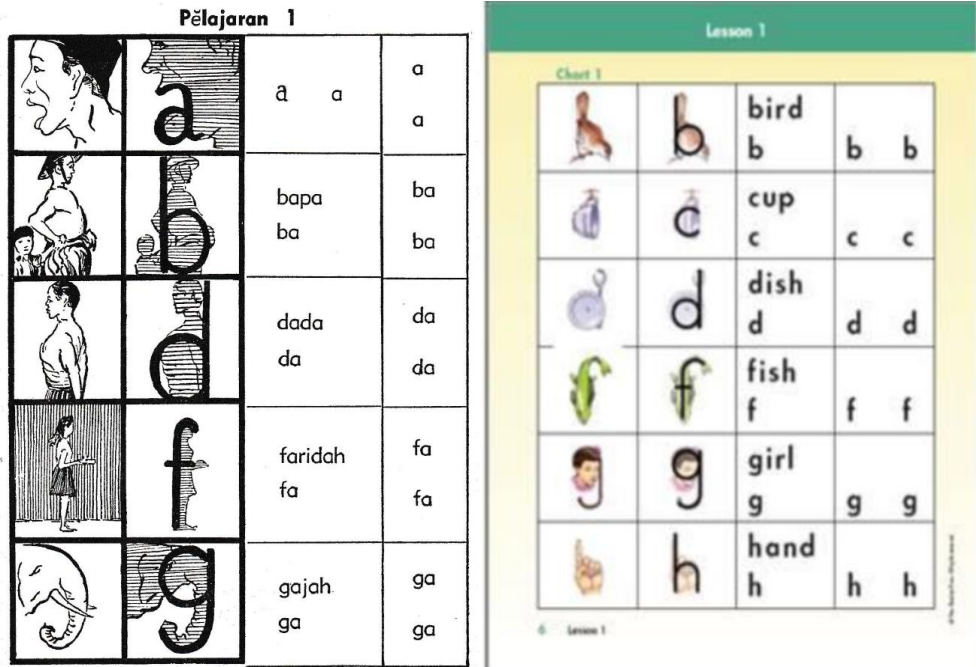 Pĕlajaran 1
a
a a
a
a
b
bapa
ba
ba
ba
d
dada
da
da
da
f
faridah
fa
fa
fa
g
gajah
ga
ga
ga
Lesson 1
Chart 1
b
bird
b
b b
c
cup
c
c c
d
dish
d
d d
f
fish
f
f f
g
girl
g
g g
h
hand
h
h h
6 Lesson 1